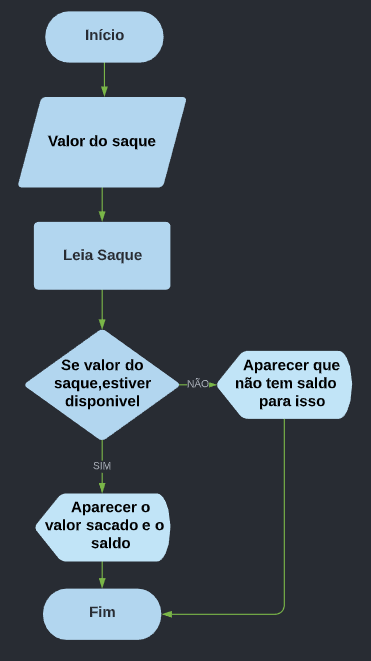 Início
Valor do saque
Leia Saque
Se valor do
saque,estiver
disponivel
NÃO
Aparecer que
não tem saldo
para isso
SIM
Aparecer o
valor sacado e o
saldo
Fim